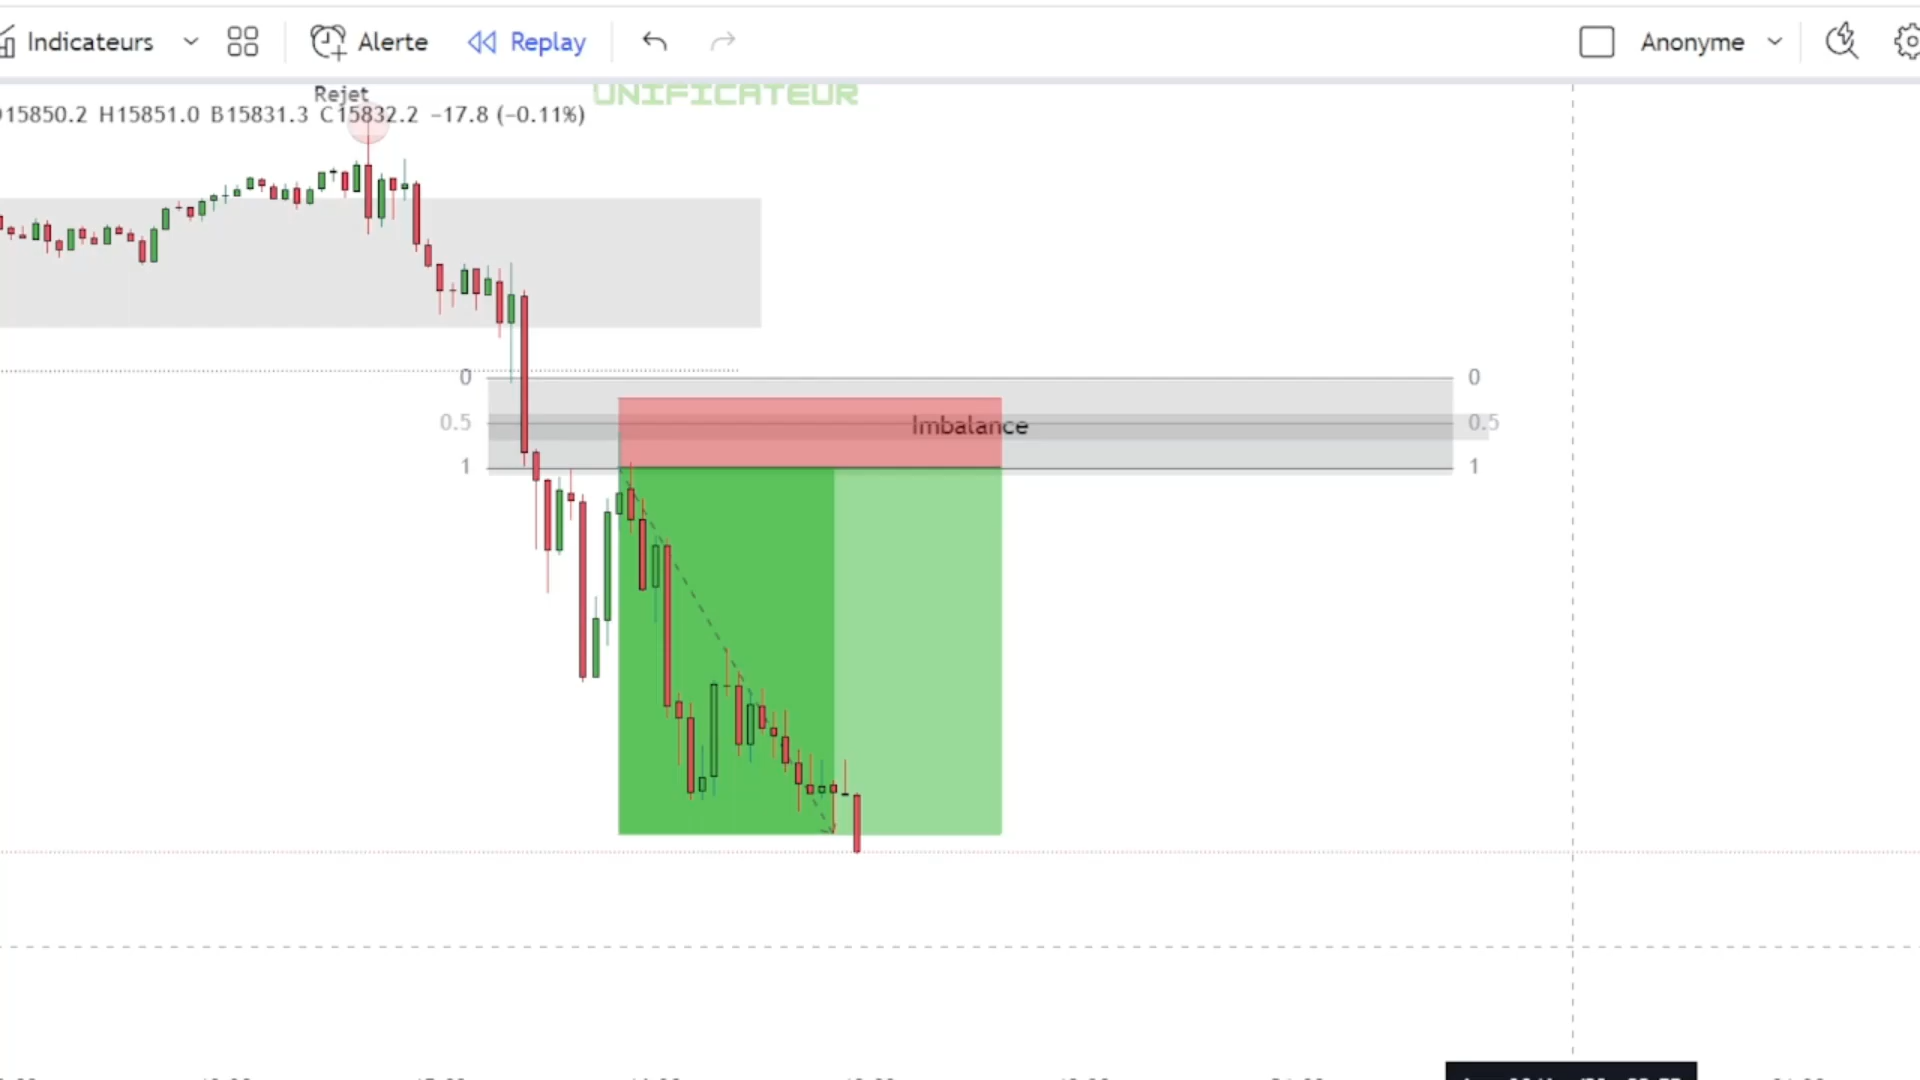 Indicateurs Alerte Replay Anonyme
Rejet UNIFICATEUR
15850.2 H15851.0 B15831.3 C15832.2 −17.8 (−0.11%)
0 0
0.5 Imbalance 0.5
1 1